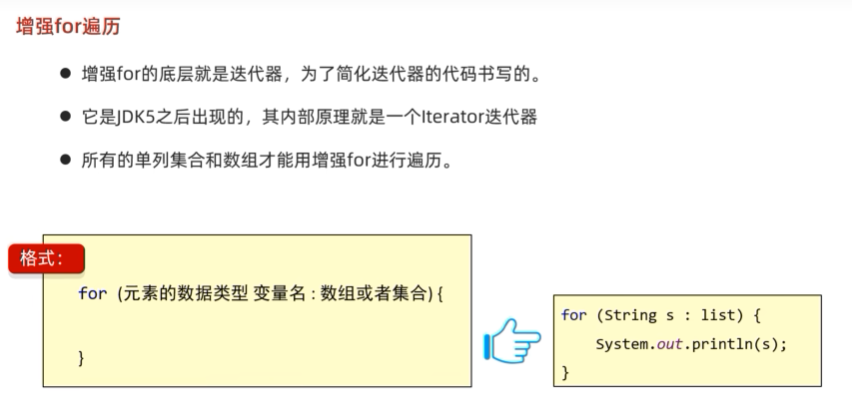 增强for遍历
增强for的底层就是迭代器，为了简化迭代器的代码书写的。
它是JDK5之后出现的，其内部原理就是一个Iterator迭代器
所有的单列集合和数组才能用增强for进行遍历。
格式：
for (元素的数据类型 变量名 : 数组或者集合) {
}
for (String s : list) {
System.out.println(s);
}